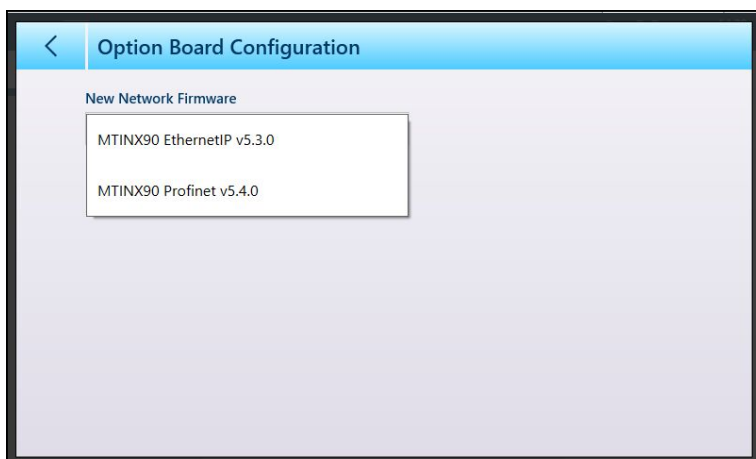 Option Board Configuration
New Network Firmware
MTINX90 EthernetIP v5.3.0
MTINX90 Profinet v5.4.0